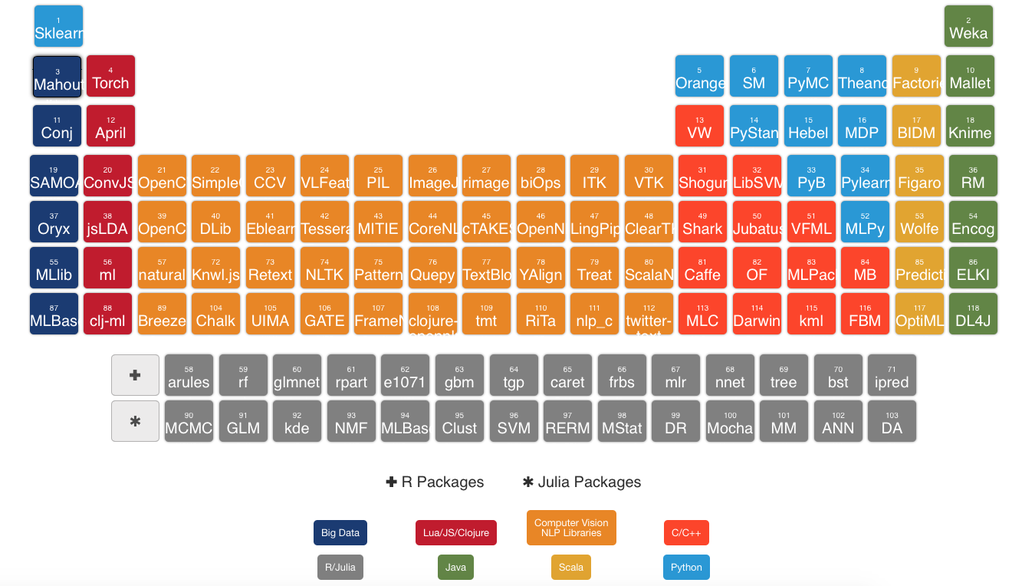 1
Sklearn
2
Weka
3
Mahout
4
Torch
5
Orange
6
SM
7
PyMC
8
Theano
9
Factorie
10
Mallet
11
Conj
12
April
13
VW
14
PyStan
15
Hebel
16
MDP
17
BIDM
18
Knime
19
SAMOA
20
ConvJS
21
OpenC
22
Simple
23
CCV
24
VLFeat
25
PIL
26
ImageJ
27
rimage
28
biOps
29
ITK
30
VTK
31
Shogun
32
LibSVM
33
PyB
34
Pylearn
35
Figaro
36
RM
37
Oryx
38
jsLDA
39
OpenC
40
DLib
41
Eblearn
42
Tessera
43
MITIE
44
CoreNL
45
cTAKES
46
OpenN
47
LingPip
48
ClearTl
49
Shark
50
Jubatus
51
VFML
52
MLPy
53
Wolfe
54
Encog
55
MLlib
56
ml
57
natural
72
Knwl.js
73
Retext
74
NLTK
75
Pattern
76
Quepy
77
TextBlo
78
YAlign
79
Treat
80
ScalaN
81
Caffe
82
OF
83
MLPac
84
MB
85
Predicti
86
ELKI
87
MLBas
88
clj-ml
89
Breeze
104
Chalk
105
UIMA
106
GATE
107
FrameN
108
clojure-
109
tmt
110
RiTa
111
nlp_c
112
twitter-
text
113
MLC
114
Darwin
115
kml
116
FBM
117
OptiML
118
DL4J
✚
58
arules
59
rf
60
glmnet
61
rpart
62
e1071
63
gbm
64
tgp
65
caret
66
frbs
67
mlr
68
nnet
69
tree
70
bst
71
ipred
✱
90
MCMC
91
GLM
92
kde
93
NMF
94
MLBas
95
Clust
96
SVM
97
RERM
98
MStat
99
DR
100
Mocha
101
MM
102
ANN
103
DA
✚ R Packages
✱ Julia Packages
Big Data
Lua/JS/Clojure
Computer Vision
NLP Libraries
C/C++
R/Julia
Java
Scala
Python